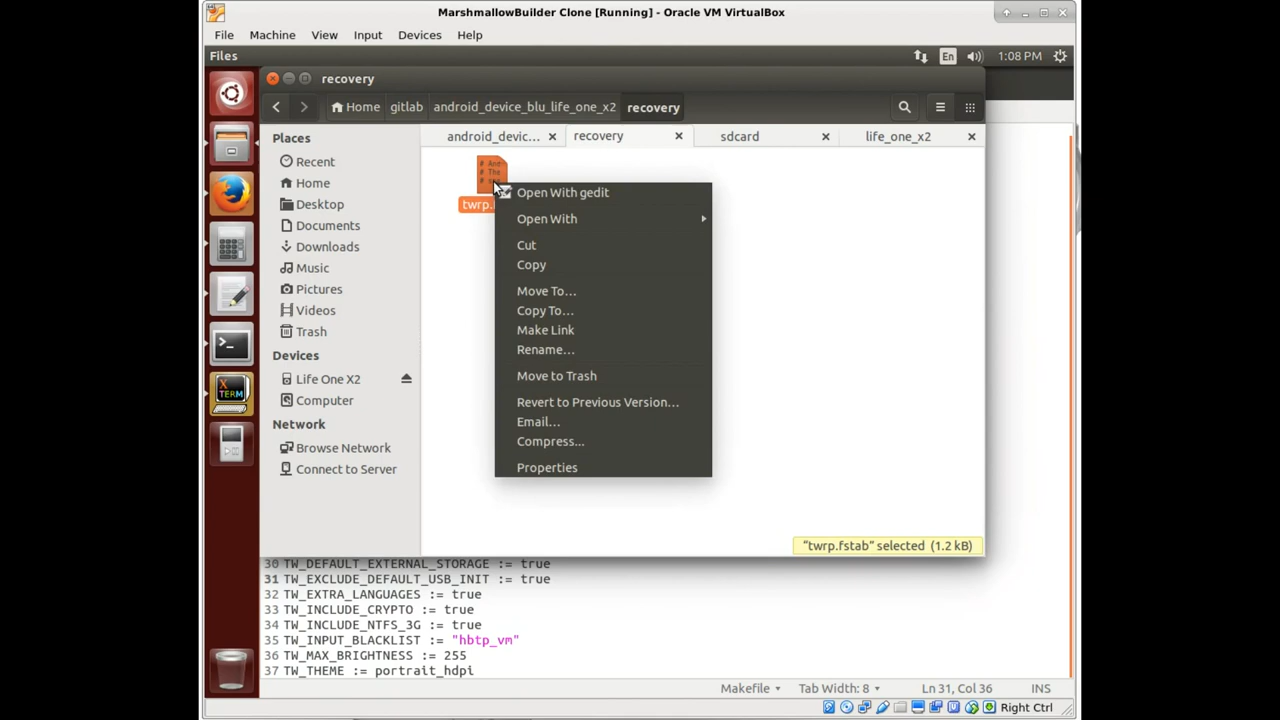 MarshmallowBuilder Clone [Running] - Oracle VM VirtualBox
File Machine View Input Devices Help
Files En 1:08 PM
recovery
Home gitlab android_device_blu_life_one_x2 recovery
Places
Recent
Home
Desktop
Documents
Downloads
Music
Pictures
Videos
Trash
Devices
Life One X2
Computer
Network
Browse Network
Connect to Server
android_devic... recovery sdcard life_one_x2
# And
# The
twrp.
Open With gedit
Open With
Cut
Copy
Move To...
Copy To...
Make Link
Rename...
Move to Trash
Revert to Previous Version...
Email...
Compress...
Properties
"twrp.fstab" selected (1.2 kB)
XTERM
30 TW_DEFAULT_EXTERNAL_STORAGE := true
31 TW_EXCLUDE_DEFAULT_USB_INIT := true
32 TW_EXTRA_LANGUAGES := true
33 TW_INCLUDE_CRYPTO := true
34 TW_INCLUDE_NTFS_3G := true
35 TW_INPUT_BLACKLIST := "hbtp_vm"
36 TW_MAX_BRIGHTNESS := 255
37 TW_THEME := portrait_hdpi
Makefile Tab Width: 8 Ln 31, Col 36 INS
Right Ctrl